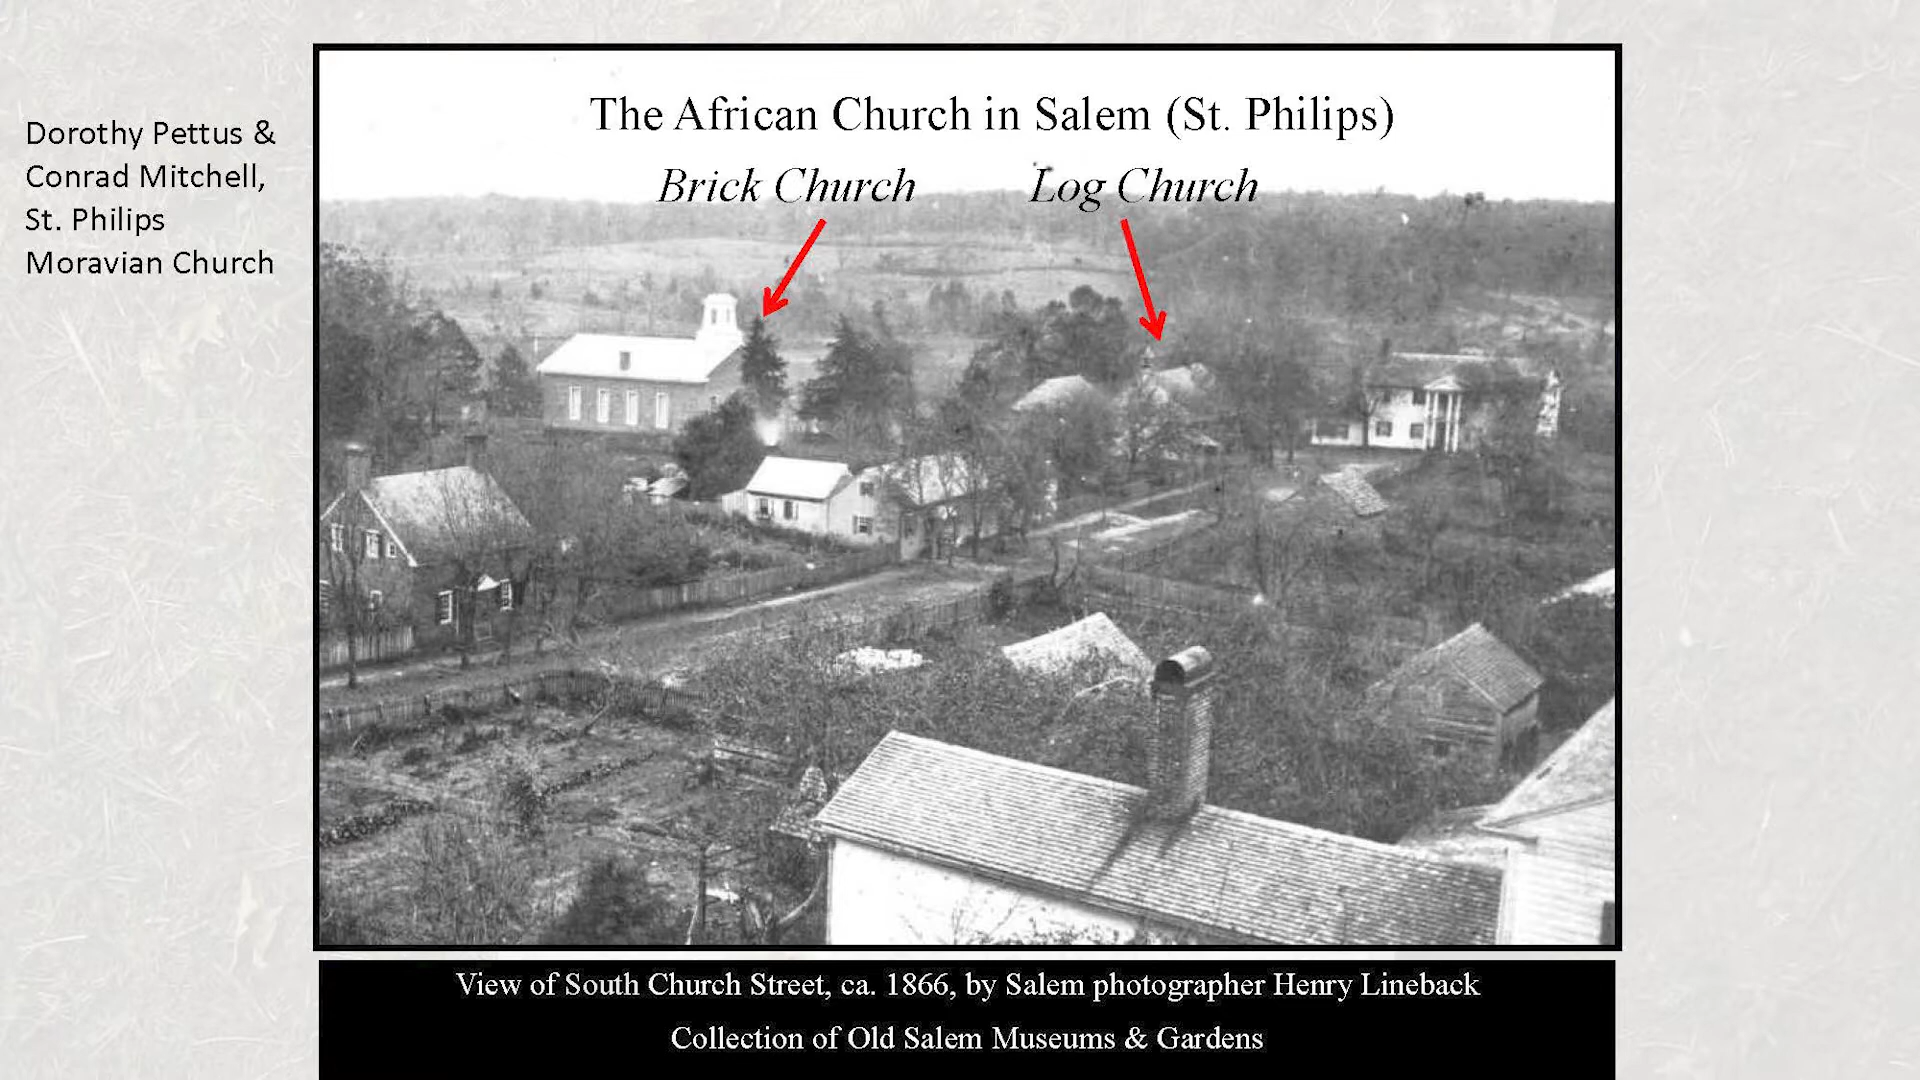 Dorothy Pettus &
Conrad Mitchell,
St. Philips
Moravian Church
The African Church in Salem (St. Philips)
Brick Church
Log Church
View of South Church Street, ca. 1866, by Salem photographer Henry Lineback
Collection of Old Salem Museums & Gardens